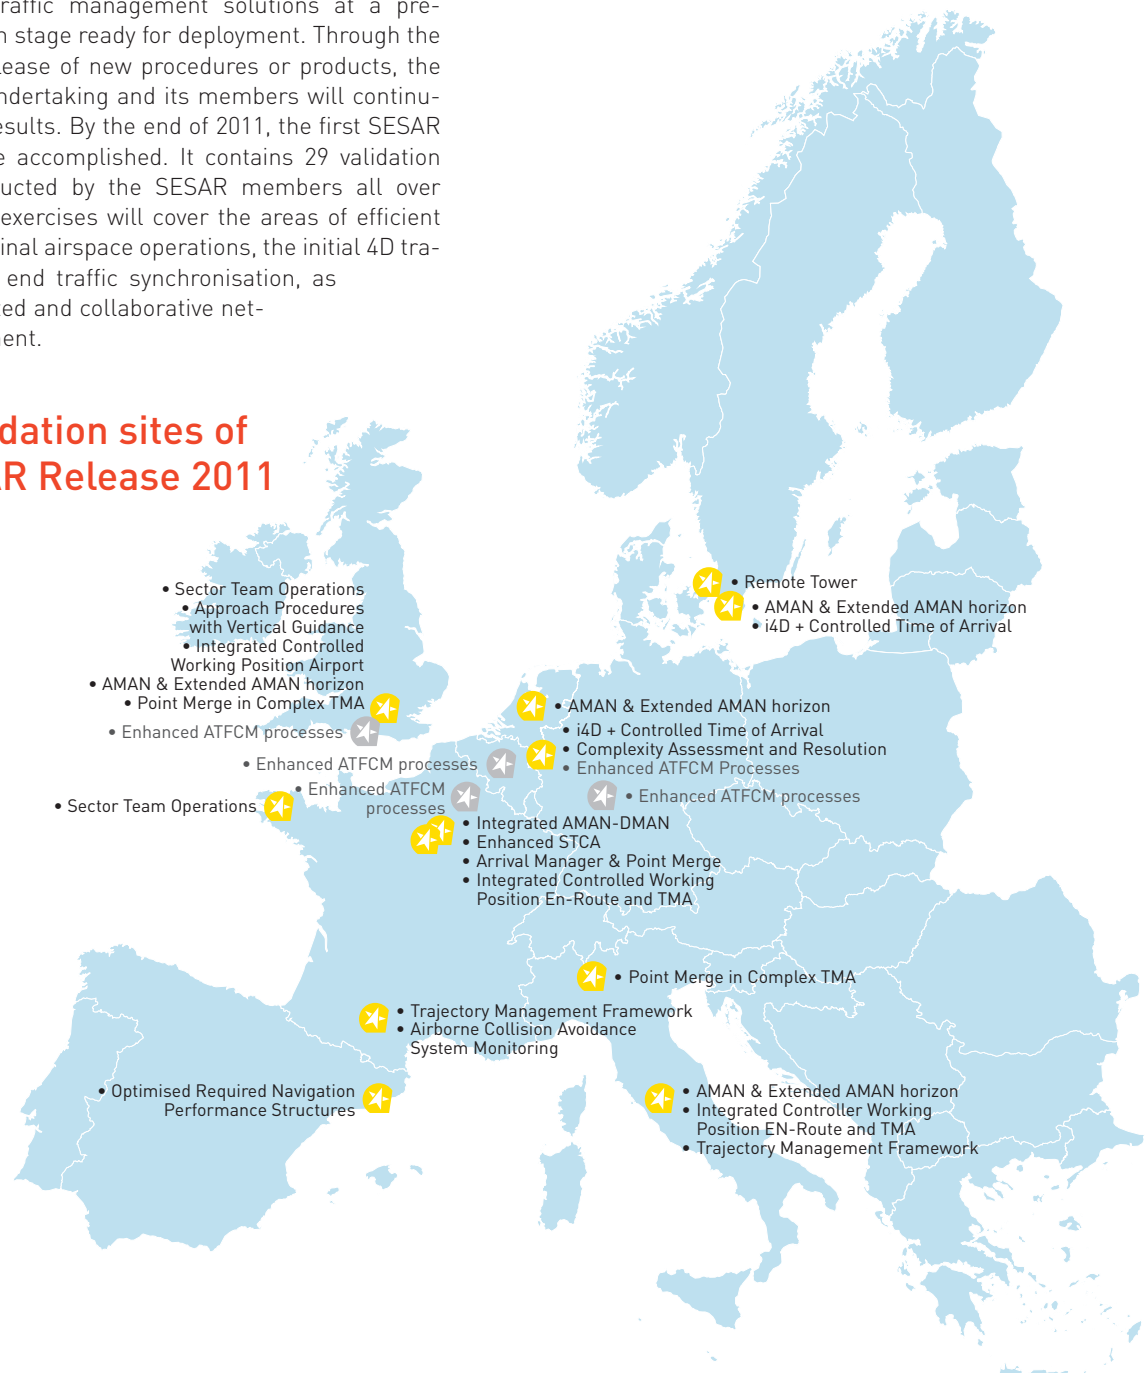 raffic management solutions at a pre-
n stage ready for deployment. Through the
lease of new procedures or products, the
ndertaking and its members will continu-
esults. By the end of 2011, the first SESAR
e accomplished. It contains 29 validation
ucted by the SESAR members all over
exercises will cover the areas of efficient
inal airspace operations, the initial 4D tra-
end traffic synchronisation, as
ted and collaborative net-
ent.
dation sites of
AR Release 2011
• Sector Team Operations
• Approach Procedures
with Vertical Guidance
• Integrated Controlled
Working Position Airport
• AMAN & Extended AMAN horizon
• Point Merge in Complex TMA
• Enhanced ATFCM processes
• Enhanced ATFCM processes
• Enhanced ATFCM
processes
• Sector Team Operations
• Remote Tower
• AMAN & Extended AMAN horizon
• i4D + Controlled Time of Arrival
• AMAN & Extended AMAN horizon
• i4D + Controlled Time of Arrival
• Complexity Assessment and Resolution
• Enhanced ATFCM Processes
• Enhanced ATFCM processes
• Integrated AMAN-DMAN
• Enhanced STCA
• Arrival Manager & Point Merge
• Integrated Controlled Working
Position En-Route and TMA
• Point Merge in Complex TMA
• Trajectory Management Framework
• Airborne Collision Avoidance
System Monitoring
• Optimised Required Navigation
Performance Structures
• AMAN & Extended AMAN horizon
• Integrated Controller Working
Position EN-Route and TMA
• Trajectory Management Framework